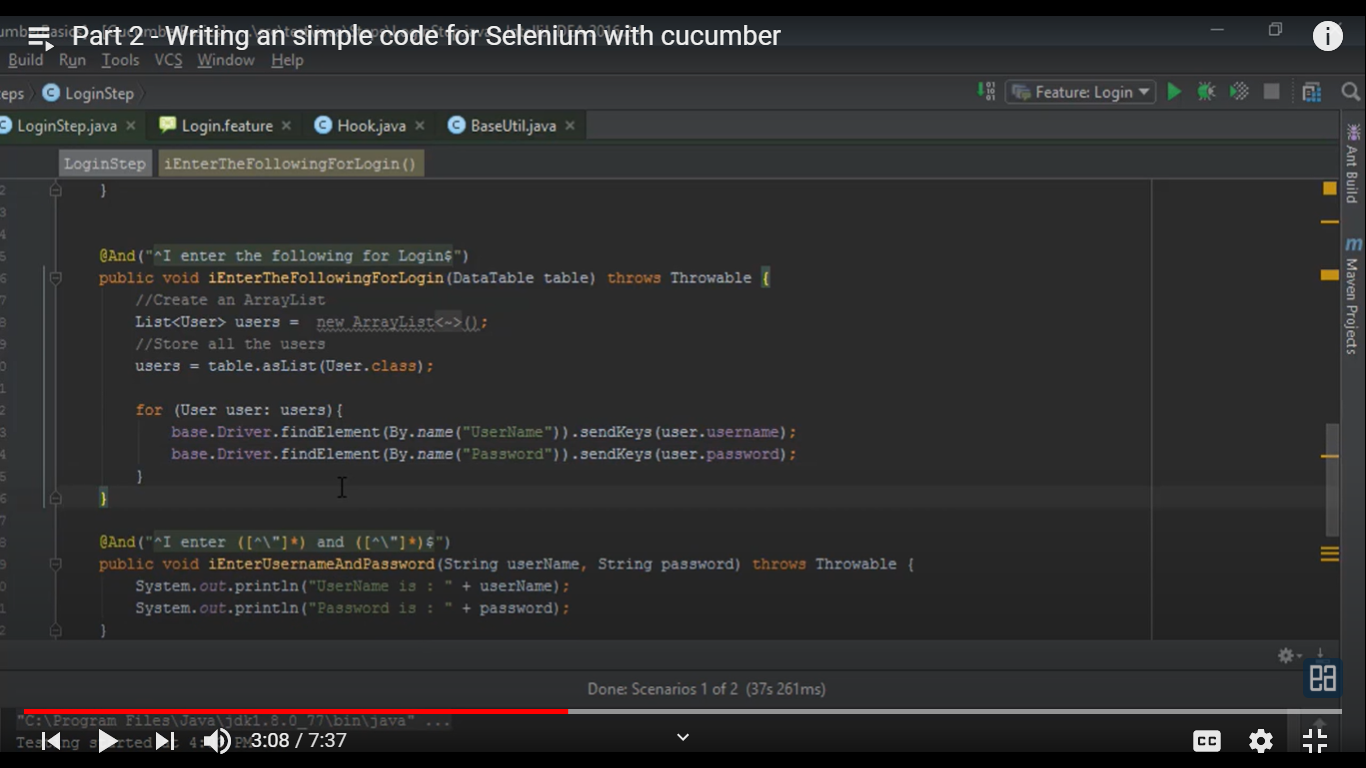 Part 2 - Writing an simple code for Selenium with cucumber
Build Run Tools VCS Window Help
eps LoginStep
Feature: Login
LoginStep.java Login.feature Hook.java BaseUtil.java
LoginStep iEnterTheFollowingForLogin()
}
@And("^I enter the following for Login$")
public void iEnterTheFollowingForLogin(DataTable table) throws Throwable {
//Create an ArrayList
List<User> users = new ArrayList<~>();
//Store all the users
users = table.asList(User.class);
for (User user: users){
base.Driver.findElement(By.name("UserName")).sendKeys(user.username);
base.Driver.findElement(By.name("Password")).sendKeys(user.password);
}
}
@And("^I enter ([^\"]*) and ([^\"]*)$")
public void iEnterUsernameAndPassword(String userName, String password) throws Throwable {
System.out.println("UserName is : " + userName);
System.out.println("Password is : " + password);
}
Ant Build
Maven Projects
Done: Scenarios 1 of 2 (37s 261ms)
"C:\Program Files\Java\jdk1.8.0_77\bin\java" ...
3:08 / 7:37
CC